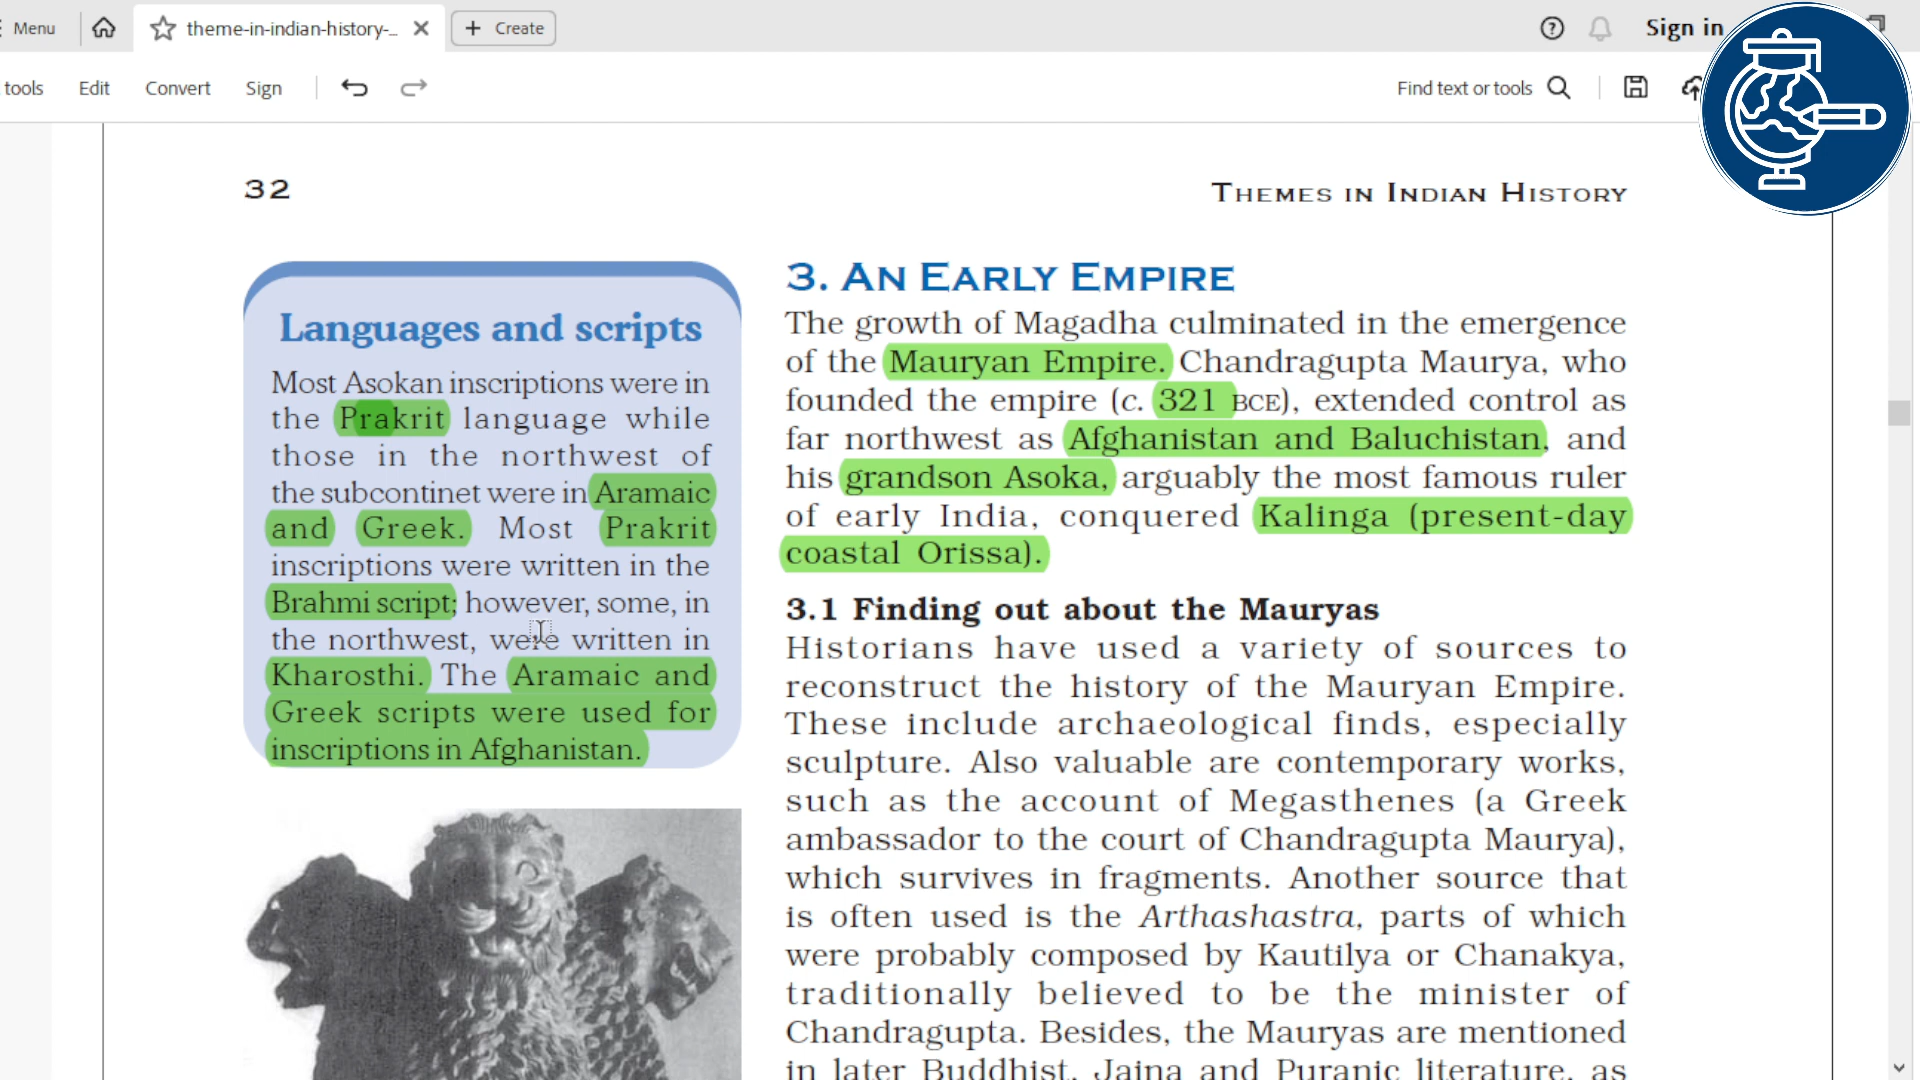 Menu
theme-in-indian-history-...
Create
Sign in
tools
Edit
Convert
Sign
Find text or tools
32
THEMES IN INDIAN HISTORY
Languages and scripts
Most Asokan inscriptions were in
the Prakrit language while
those in the northwest of
the subcontinet were in Aramaic
and Greek. Most Prakrit
inscriptions were written in the
Brahmi script; however, some, in
the northwest, were written in
Kharosthi. The Aramaic and
Greek scripts were used for
inscriptions in Afghanistan.
3. AN EARLY EMPIRE
The growth of Magadha culminated in the emergence
of the Mauryan Empire. Chandragupta Maurya, who
founded the empire (c. 321 BCE), extended control as
far northwest as Afghanistan and Baluchistan, and
his grandson Asoka, arguably the most famous ruler
of early India, conquered Kalinga (present-day
coastal Orissa).
3.1 Finding out about the Mauryas
Historians have used a variety of sources to
reconstruct the history of the Mauryan Empire.
These include archaeological finds, especially
sculpture. Also valuable are contemporary works,
such as the account of Megasthenes (a Greek
ambassador to the court of Chandragupta Maurya),
which survives in fragments. Another source that
is often used is the Arthashastra, parts of which
were probably composed by Kautilya or Chanakya,
traditionally believed to be the minister of
Chandragupta. Besides, the Mauryas are mentioned
in later Buddhist, Jaina and Puranic literature, as